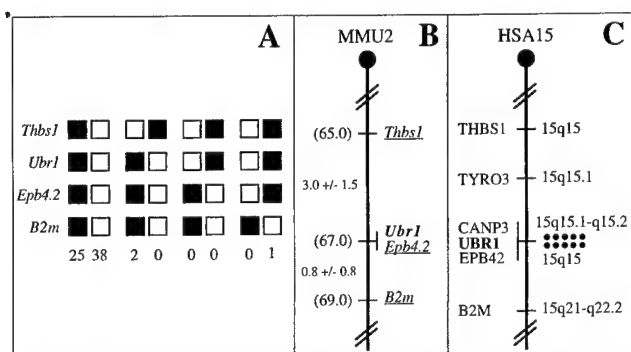 A
Thbs1
Ubr1
Epb4.2
B2m
25 38 2 0 0 0 0 1
B
MMU2
(65.0) Thbs1
3.0 +/- 1.5
Ubr1
(67.0) Epb4.2
0.8 +/- 0.8
(69.0) B2m
C
HSA15
THBS1 15q15
TYRO3 15q15.1
CANP3 15q15.1-q15.2
UBR1
EPB42 15q15
B2M 15q21-q22.2